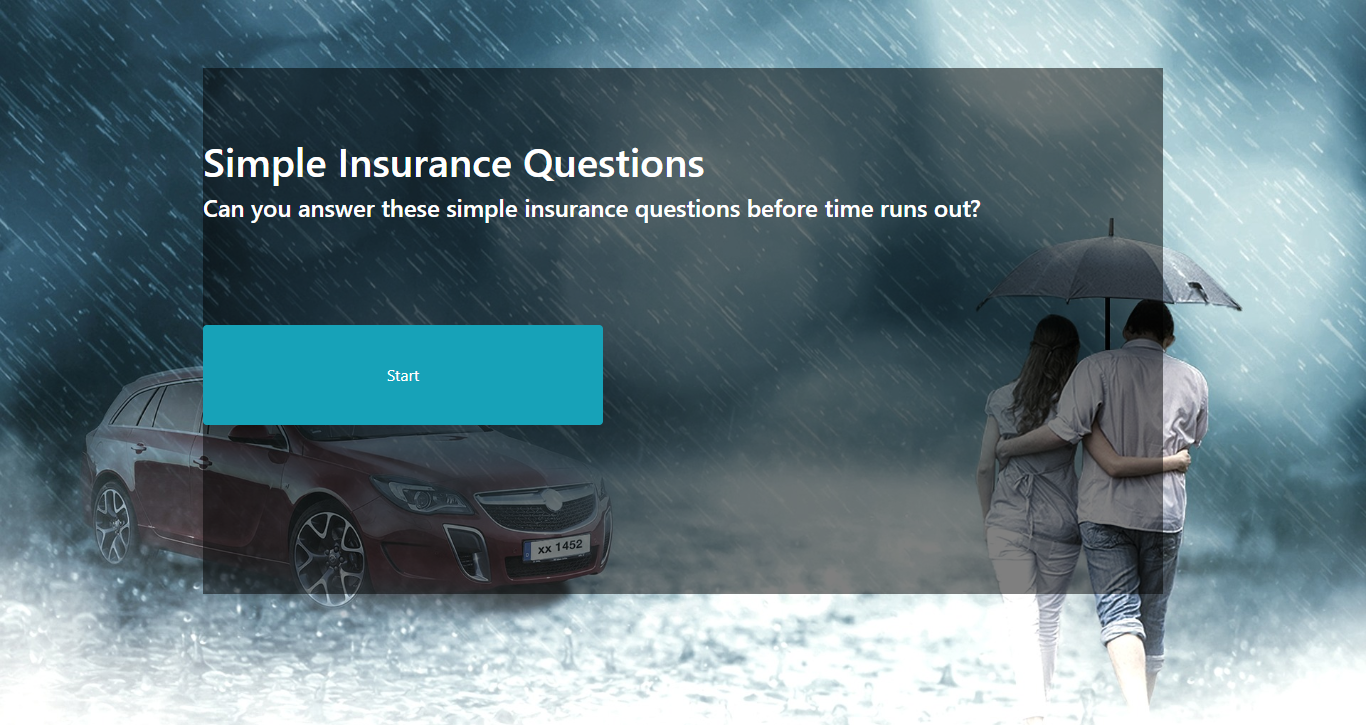 Simple Insurance Questions
Can you answer these simple insurance questions before time runs out?
Start
xx 1452